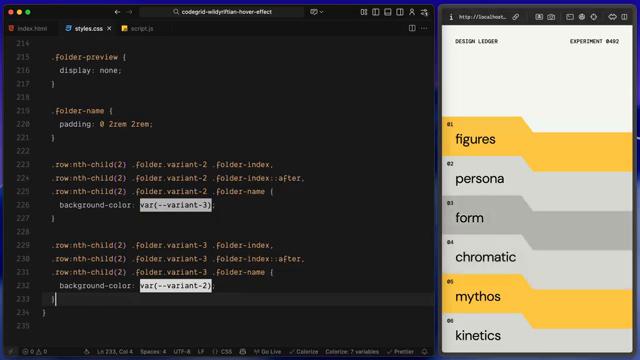 codegrid-wildyriftian-hover-effect
index.html
styles.css
script.js
214
215 .folder-preview {
216 display: none;
217 }
218
219 .folder-name {
220 padding: 0 2rem 2rem;
221 }
222
223 .row:nth-child(2) .folder.variant-2 .folder-index,
224 .row:nth-child(2) .folder.variant-2 .folder-index::after,
225 .row:nth-child(2) .folder.variant-2 .folder-name {
226 background-color: var(--variant-3);
227 }
228
229 .row:nth-child(2) .folder.variant-3 .folder-index,
230 .row:nth-child(2) .folder.variant-3 .folder-index::after,
231 .row:nth-child(2) .folder.variant-3 .folder-name {
232 background-color: var(--variant-2);
233 }
234 }
235
0 0
0
Ln 233, Col 4
Spaces: 4
UTF-8
LF
CSS
Go Live
Colorize
Colorize: 7 variables
Prettier
http://localhost...
DESIGN LEDGER
EXPERIMENT 0492
01
figures
02
persona
03
form
04
chromatic
05
mythos
06
kinetics